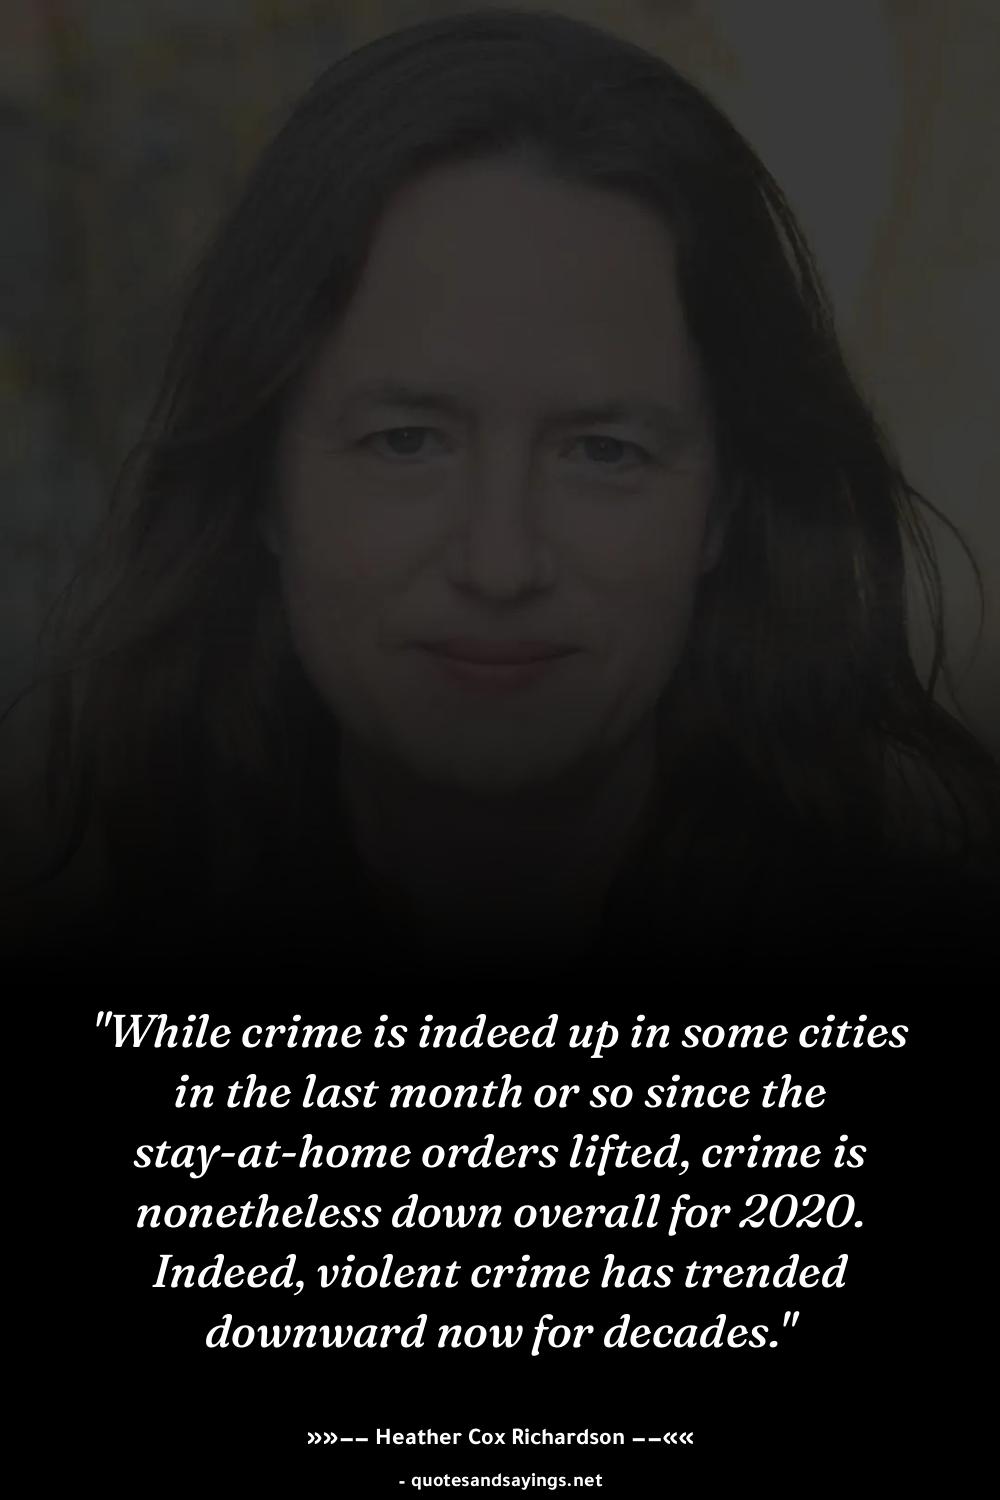 "While crime is indeed up in some cities
in the last month or so since the
stay-at-home orders lifted, crime is
nonetheless down overall for 2020.
Indeed, violent crime has trended
downward now for decades."
»»−− Heather Cox Richardson −−««
- quotesandsayings.net